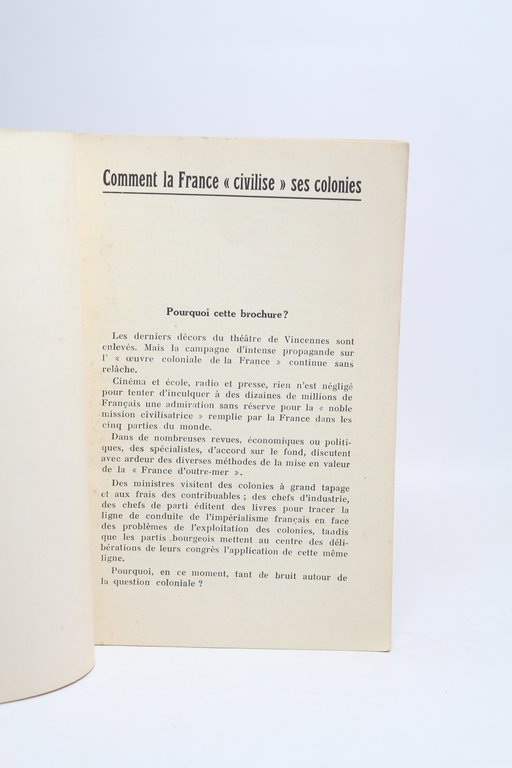 Comment la France « civilise » ses colonies
Pourquoi cette brochure?
Les derniers décors du théâtre de Vincennes sont
enlevés. Mais la campagne d'intense propagande sur
l' « œuvre coloniale de la France » continue sans
relâche.
Cinéma et école, radio et presse, rien n'est négligé
pour tenter d'inculquer à des dizaines de millions de
Français une admiration sans réserve pour la « noble
mission civilisatrice » remplie par la France dans les
cinq parties du monde.
Dans de nombreuses revues, économiques ou politi-
ques, des spécialistes, d'accord sur le fond, discutent
avec ardeur des diverses méthodes de la mise en valeur
de la « France d'outre-mer ».
Des ministres visitent des colonies à grand tapage
et aux frais des contribuables ; des chefs d'industrie,
des chefs de parti éditent des livres pour tracer la
ligne de conduite de l'impérialisme français en face
des problèmes de l'exploitation des colonies, tandis
que les partis bourgeois mettent au centre des déli-
bérations de leurs congrès l'application de cette même
ligne.
Pourquoi, en ce moment, tant de bruit autour de
la question coloniale ?